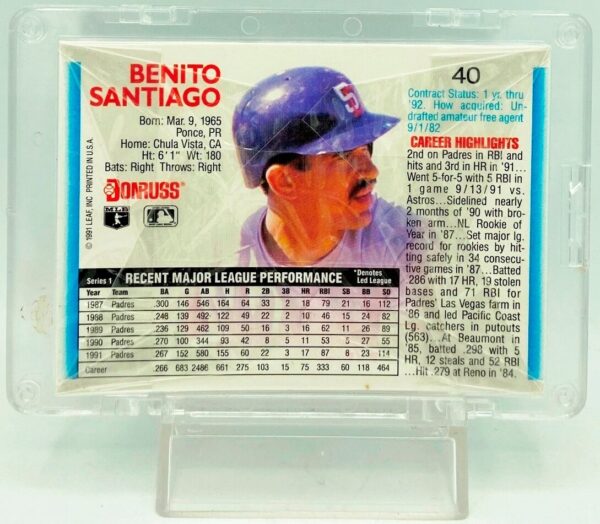 BENITO
SANTIAGO
Born: Mar. 9, 1965
Ponce, PR
Home: Chula Vista, CA
Ht: 6'1" Wt: 180
Bats: Right Throws: Right
DONRUSS
MLB
© 1991 LEAF, INC. PRINTED IN U.S.A.
SD
40
Contract Status: 1 yr. thru
'92. How acquired: Un-
drafted amateur free agent
9/1/82
CAREER HIGHLIGHTS
2nd on Padres in RBI and
hits and 3rd in HR in '91...
Went 5-for-5 with 5 RBI in
1 game 9/13/91 vs.
Astros...Sidelined nearly
2 months of '90 with bro-
ken arm...NL Rookie of
Year in '87...Set major lg.
record for rookies by hit-
ting safely in 34 consecu-
tive games in '87...Batted
.286 with 17 HR, 19 stolen
bases and 71 RBI for
Padres' Las Vegas farm in
'86 and led Pacific Coast
Lg. catchers in putouts
(563)...At Beaumont in
'85, batted .298 with 5
HR, 12 steals and 52 RBI
...Hit .279 at Reno in '84.
Series 1 RECENT MAJOR LEAGUE PERFORMANCE *Denotes Led League
Year Team BA G AB H R 2B 3B HR RBI SB BB SO
1987 Padres .300 146 546 164 64 33 2 18 79 21 16 112
1988 Padres .248 139 492 122 49 22 2 10 46 15 24 82
1989 Padres .236 129 462 109 50 16 3 16 62 11 26 89
1990 Padres .270 100 344 93 42 8 5 11 53 5 27 55
1991 Padres .267 152 580 155 60 22 3 17 87 8 23 114
Career .266 683 2486 661 275 103 15 75 333 60 118 464